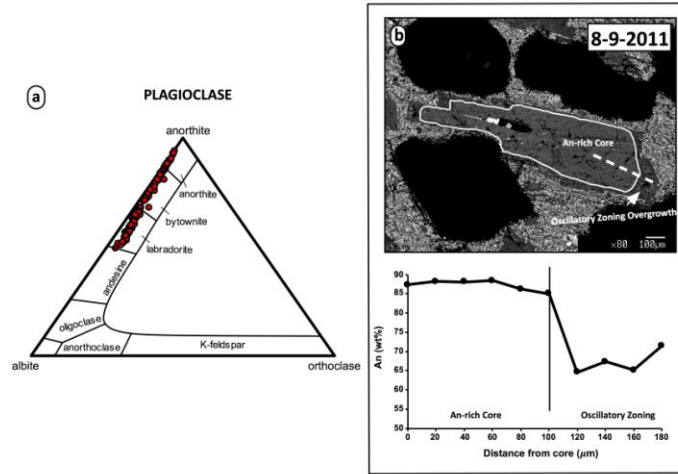 a
PLAGIOCLASE
anorthite
anorthite
bytownite
labradorite
andesine
oligoclase
anorthoclase
K-feldspar
albite
orthoclase
b
8-9-2011
An-rich Core
Oscillatory Zoning Overgrowth
×80 100µm
An (wt%)
90
85
80
75
70
65
60
55
50
An-rich Core
Oscillatory Zoning
0 20 40 60 80 100 120 140 160 180
Distance from core (µm)